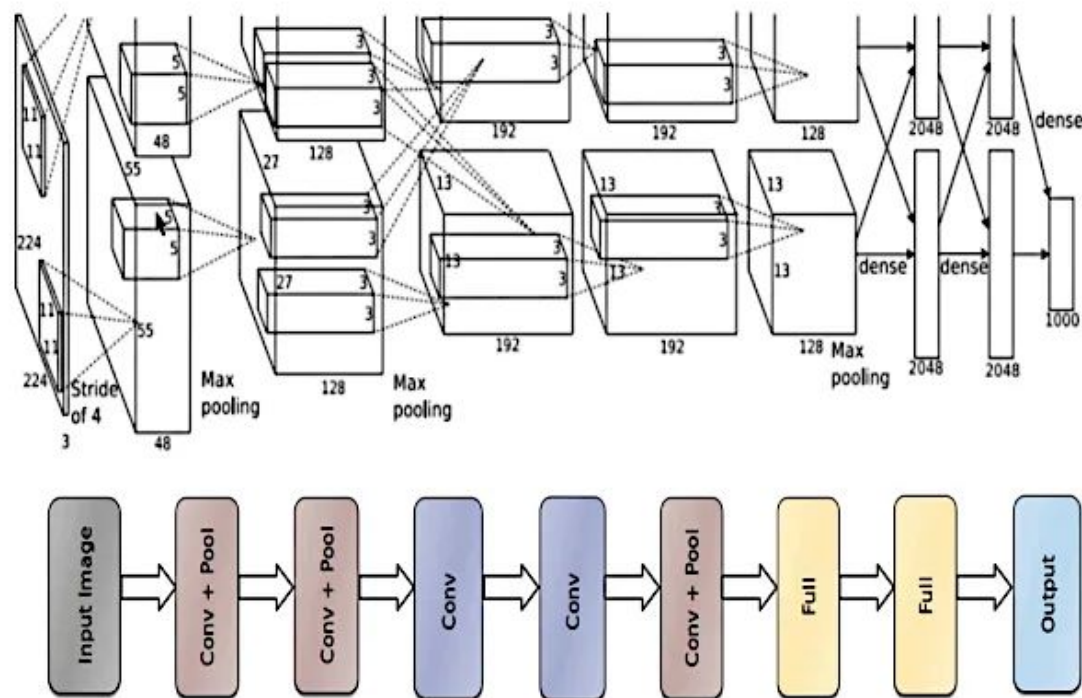 5
3
3
3
11
5
3
3
3
3
11
48
192
192
128
2048
2048
dense
55
27
128
13
13
13
5
3
3
3
5
3
224
27
3
13
3
3
13
13
dense
dense
11
55
3
1000
11
192
192
128
Max
pooling
2048
2048
224
Stride
of 4
Max
pooling
128
Max
pooling
3
48
Input Image
Conv + Pool
Conv + Pool
Conv
Conv
Conv + Pool
Full
Full
Output